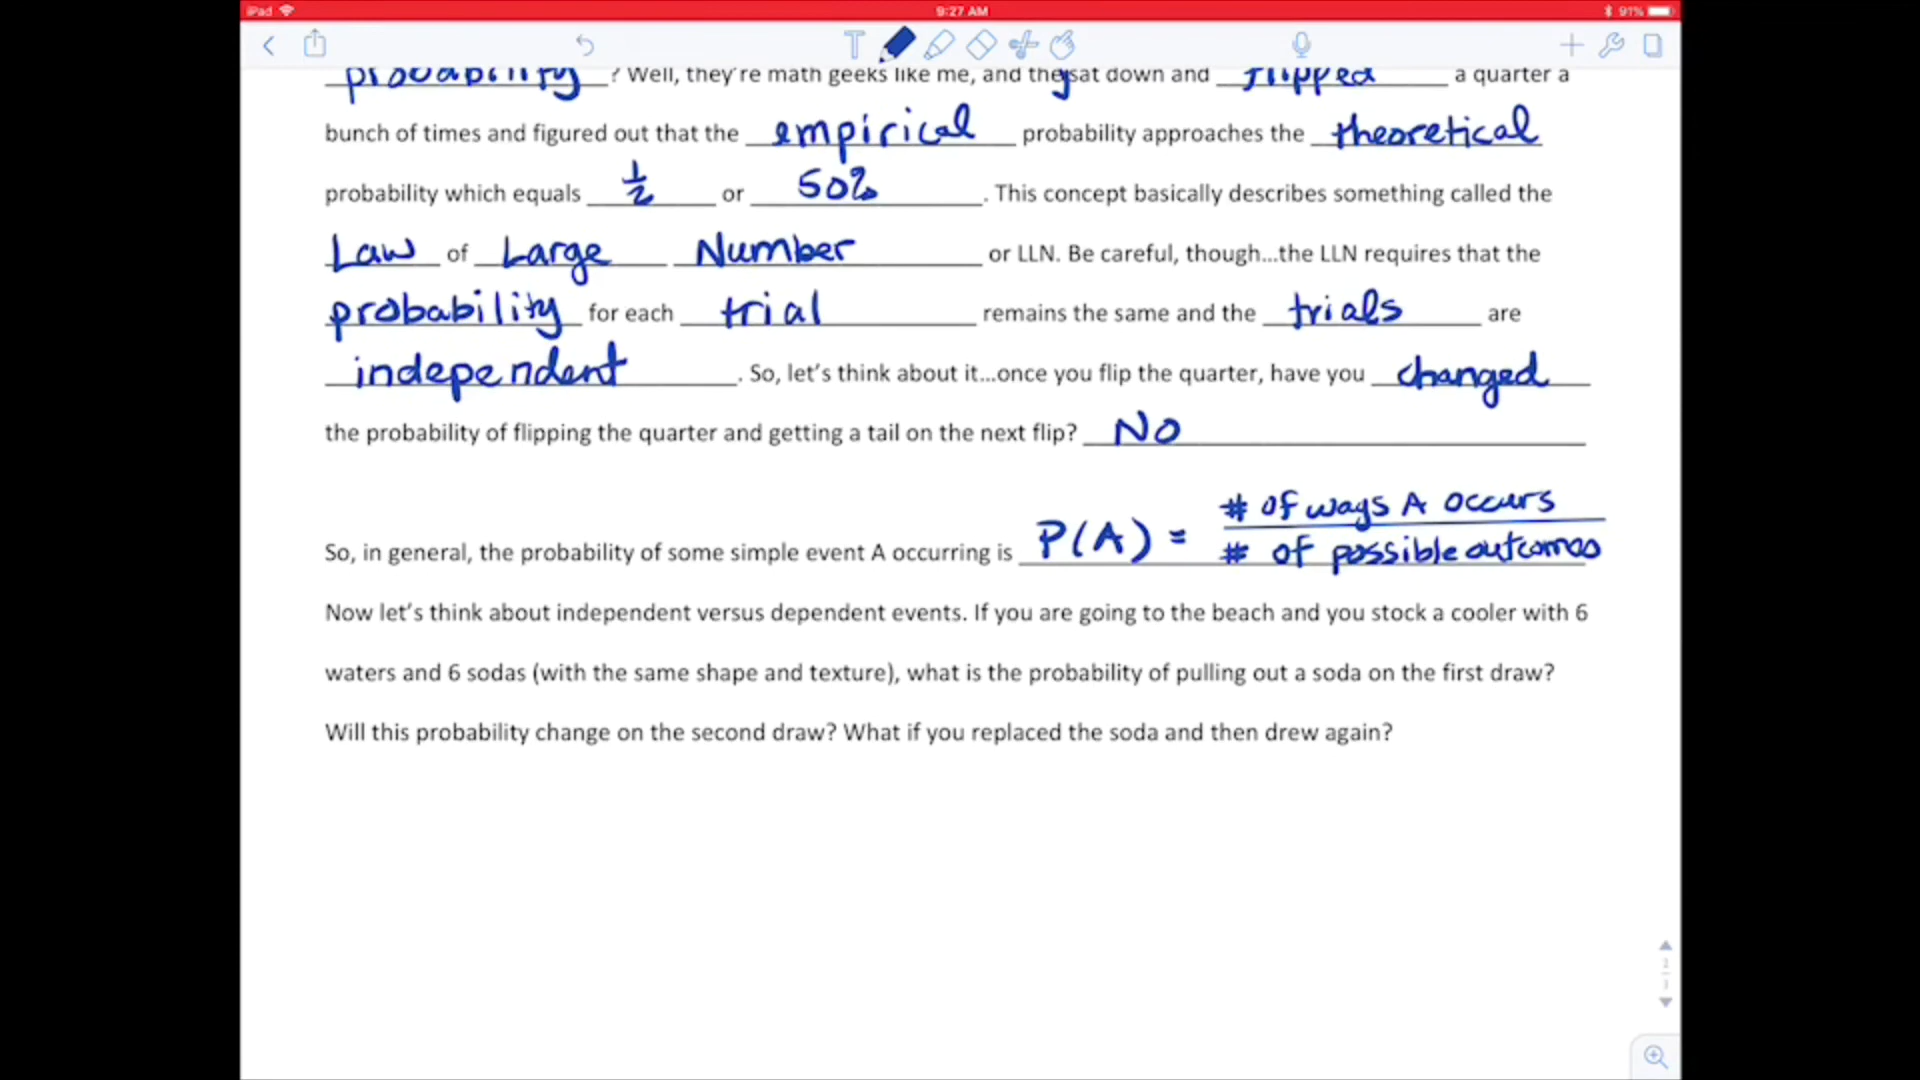 iPad 9:27 AM 91%
T
probability ? Well, they're math geeks like me, and they sat down and flipped a quarter a
bunch of times and figured out that the empirical probability approaches the theoretical
probability which equals 1/2 or 50%. This concept basically describes something called the
Law of Large Number or LLN. Be careful, though...the LLN requires that the
probability for each trial remains the same and the trials are
independent. So, let's think about it...once you flip the quarter, have you changed
the probability of flipping the quarter and getting a tail on the next flip? No
# of ways A occurs
So, in general, the probability of some simple event A occurring is P(A) =
# of possible outcomes
Now let's think about independent versus dependent events. If you are going to the beach and you stock a cooler with 6
waters and 6 sodas (with the same shape and texture), what is the probability of pulling out a soda on the first draw?
Will this probability change on the second draw? What if you replaced the soda and then drew again?